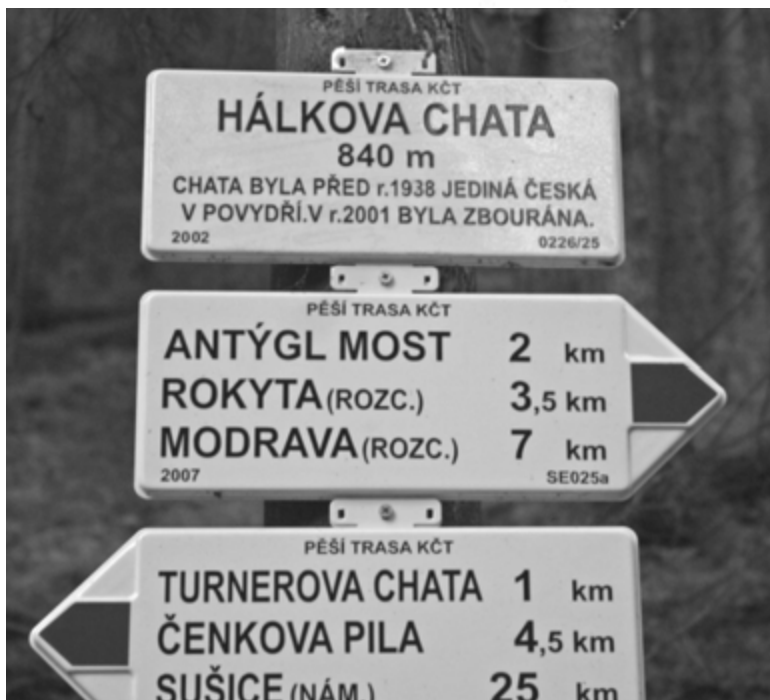 PĚŠÍ TRASA KČT
HÁLKOVA CHATA
840 m
CHATA BYLA PŘED r.1938 JEDINÁ ČESKÁ
V POVYDŘÍ.V r.2001 BYLA ZBOURÁNA.
2002 0226/25
PĚŠÍ TRASA KČT
ANTÝGL MOST 2 km
ROKYTA (ROZC.) 3,5 km
MODRAVA (ROZC.) 7 km
2007 SE025a
PĚŠÍ TRASA KČT
TURNEROVA CHATA 1 km
ČENKOVA PILA 4,5 km
SUŠICE (NÁM.) 25 km